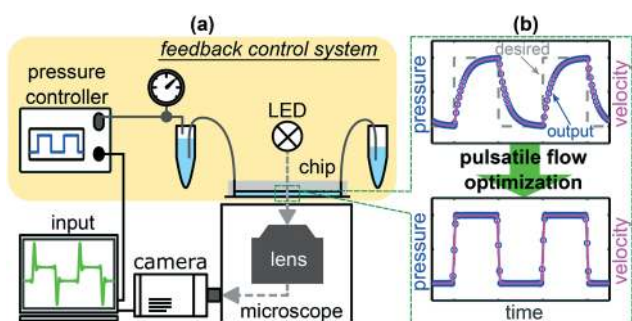 (a)
feedback control system
pressure
controller
LED
chip
input
camera
lens
microscope
(b)
desired
output
pressure
velocity
pulsatile flow
optimization
pressure
velocity
time